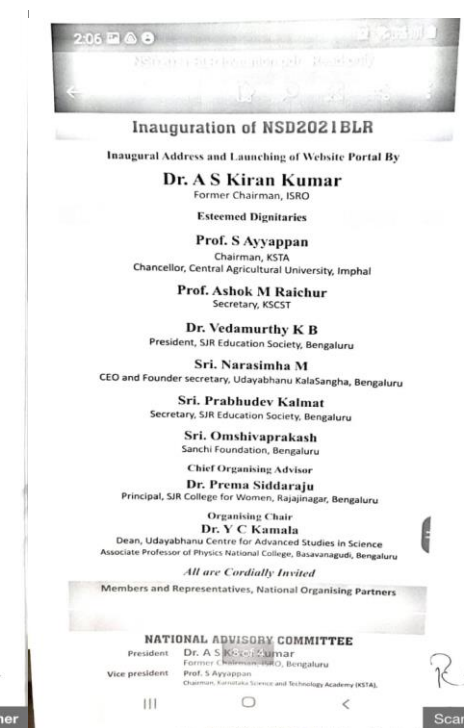 2:06
Inauguration of NSD2021BLR
Inaugural Address and Launching of Website Portal By
Dr. A S Kiran Kumar
Former Chairman, ISRO
Esteemed Dignitaries
Prof. S Ayyappan
Chairman, KSTA
Chancellor, Central Agricultural University, Imphal
Prof. Ashok M Raichur
Secretary, KSCST
Dr. Vedamurthy K B
President, SJR Education Society, Bengaluru
Sri. Narasimha M
CEO and Founder secretary, Udayabhanu KalaSangha, Bengaluru
Sri. Prabhudev Kalmat
Secretary, SJR Education Society, Bengaluru
Sri. Omshivaprakash
Sanchi Foundation, Bengaluru
Chief Organising Advisor
Dr. Prema Siddaraju
Principal, SJR College for Women, Rajajinagar, Bengaluru
Organising Chair
Dr. Y C Kamala
Dean, Udayabhanu Centre for Advanced Studies in Science
Associate Professor of Physics National College, Basavanagudi, Bengaluru
All are Cordially Invited
Members and Representatives, National Organising Partners
NATIONAL ADVISORY COMMITTEE
President Dr. A S Kumar
Former Chairman, ISRO, Bengaluru
Vice president Prof. S Ayyappan
Chairman, Karnataka Science and Technology Academy (KSTA),